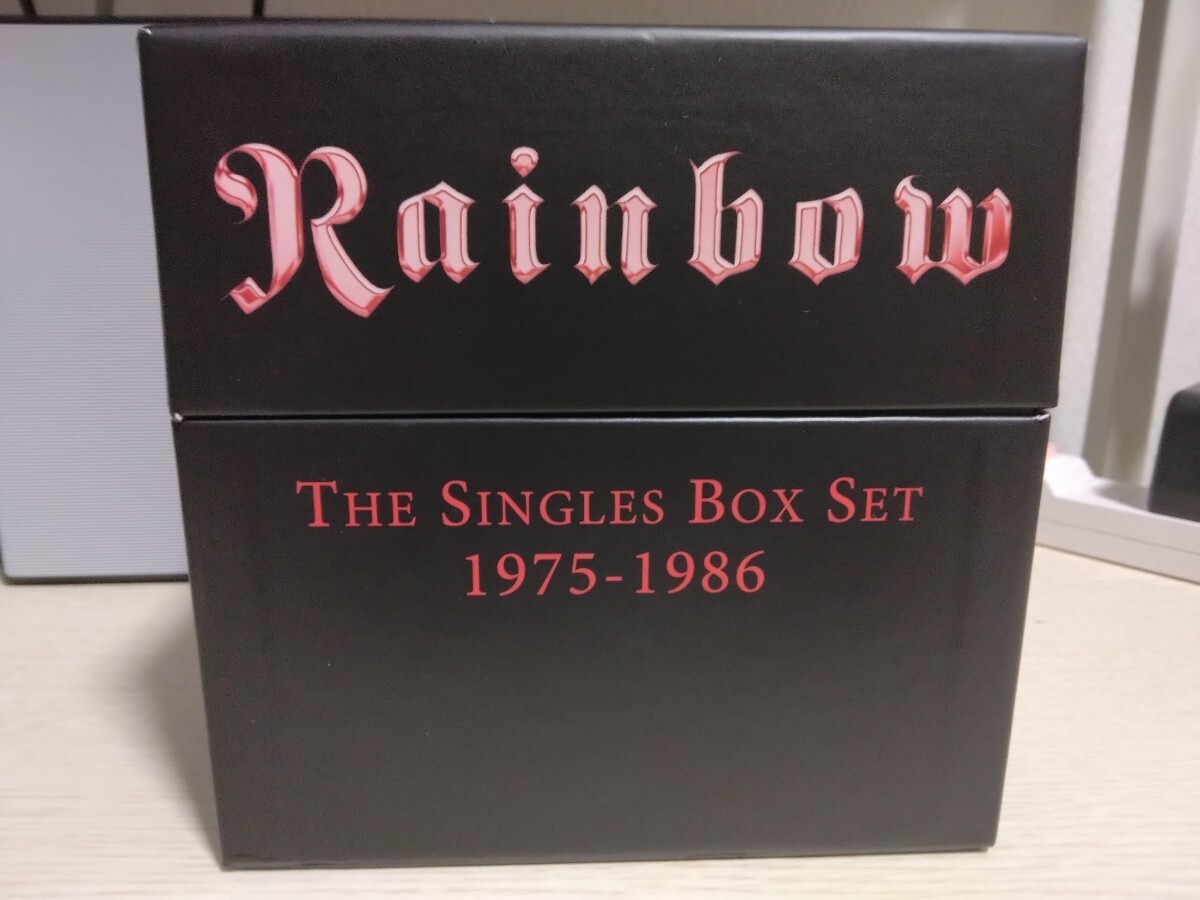 Rainbow
THE SINGLES BOX SET
1975-1986